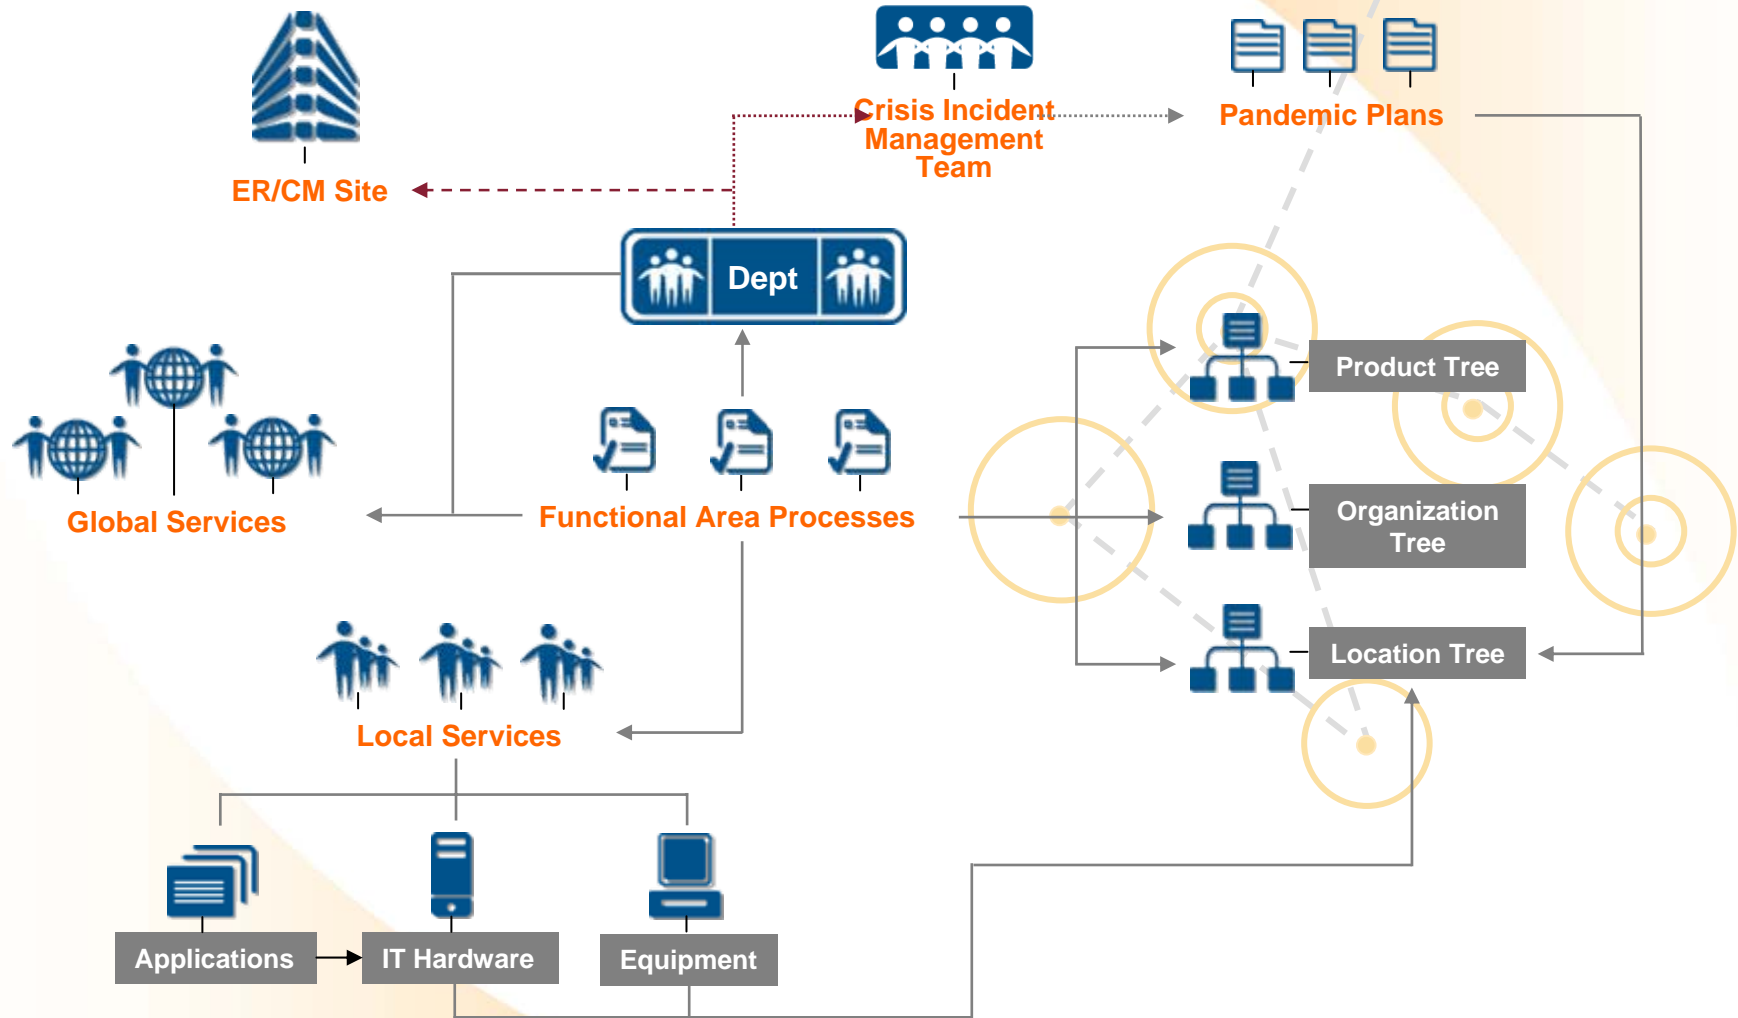 Crisis Incident
Management
Team
Pandemic Plans
ER/CM Site
Dept
Product Tree
Global Services
Functional Area Processes
Organization
Tree
Location Tree
Local Services
Applications
IT Hardware
Equipment